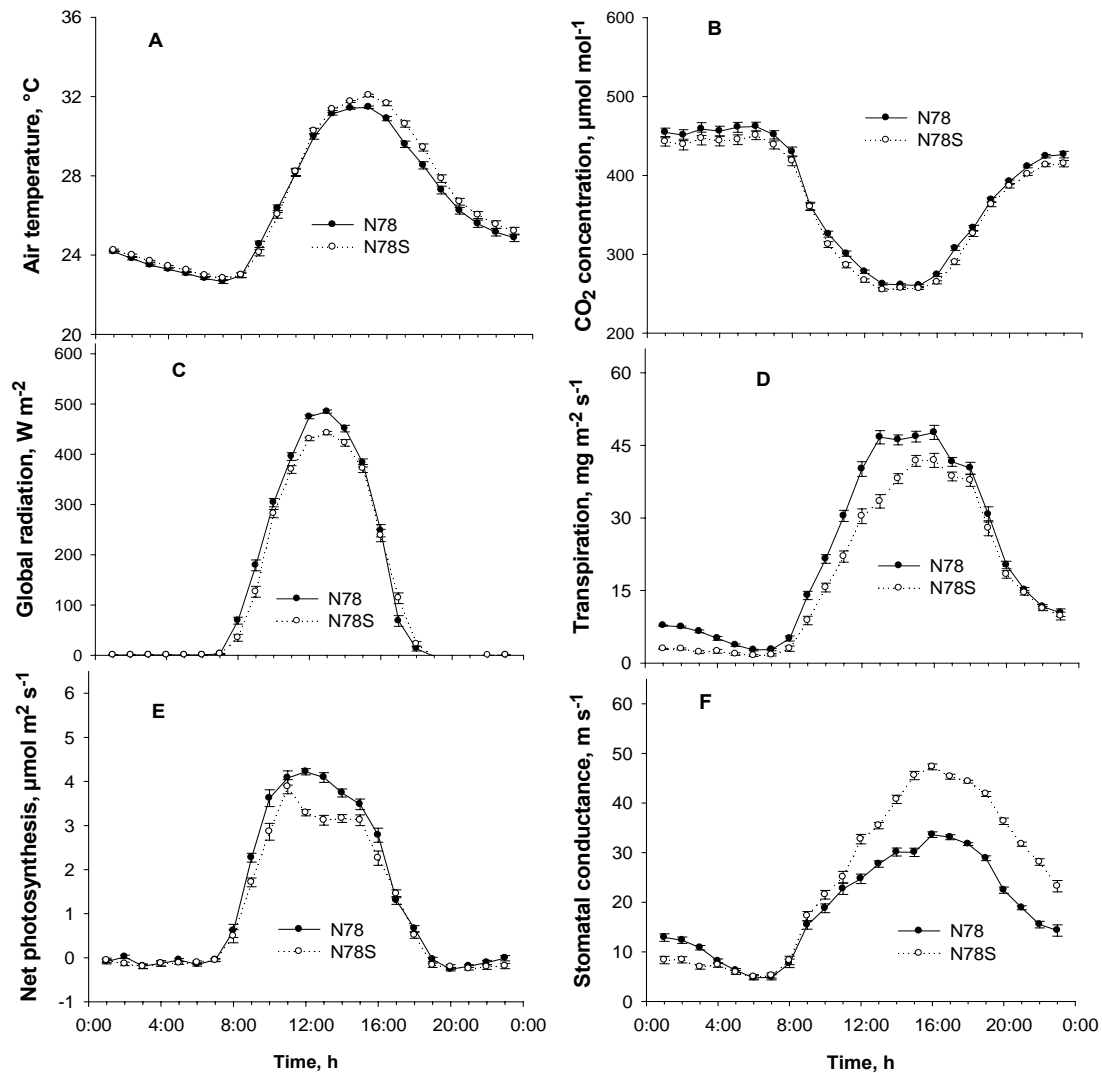 A
Air temperature, °C
36
32
28
24
20
N78
N78S
B
CO2 concentration, µmol mol-1
600
500
400
300
200
N78
N78S
C
Global radiation, W m-2
600
500
400
300
200
100
0
N78
N78S
D
Transpiration, mg m-2 s-1
60
45
30
15
0
N78
N78S
E
Net photosynthesis, µmol m2 s-1
6
5
4
3
2
1
0
-1
N78
N78S
0:00 4:00 8:00 12:00 16:00 20:00 0:00
Time, h
F
Stomatal conductance, m s-1
60
50
40
30
20
10
0
N78
N78S
0:00 4:00 8:00 12:00 16:00 20:00 0:00
Time, h